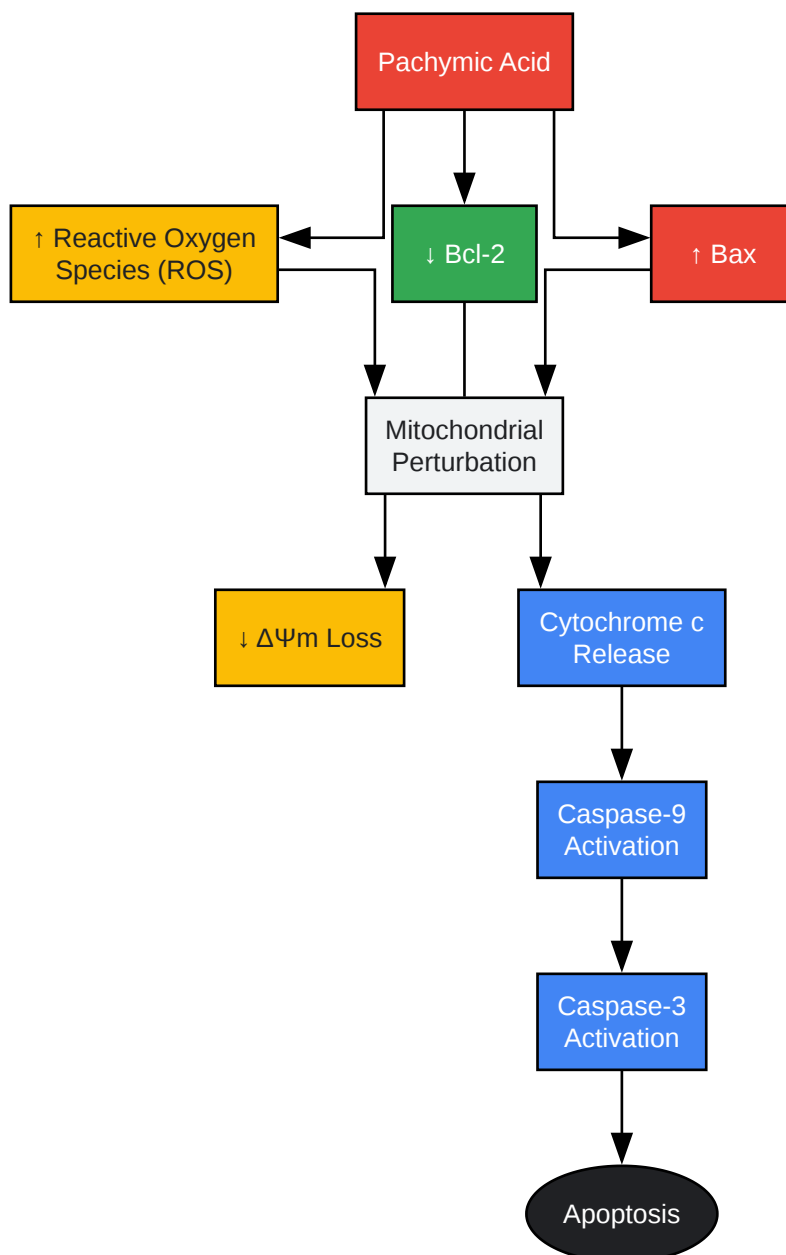 Pachymic Acid
↑ Reactive Oxygen
Species (ROS)
↓ Bcl-2
↑ Bax
Mitochondrial
Perturbation
↓ ΔΨm Loss
Cytochrome c
Release
Caspase-9
Activation
Caspase-3
Activation
Apoptosis